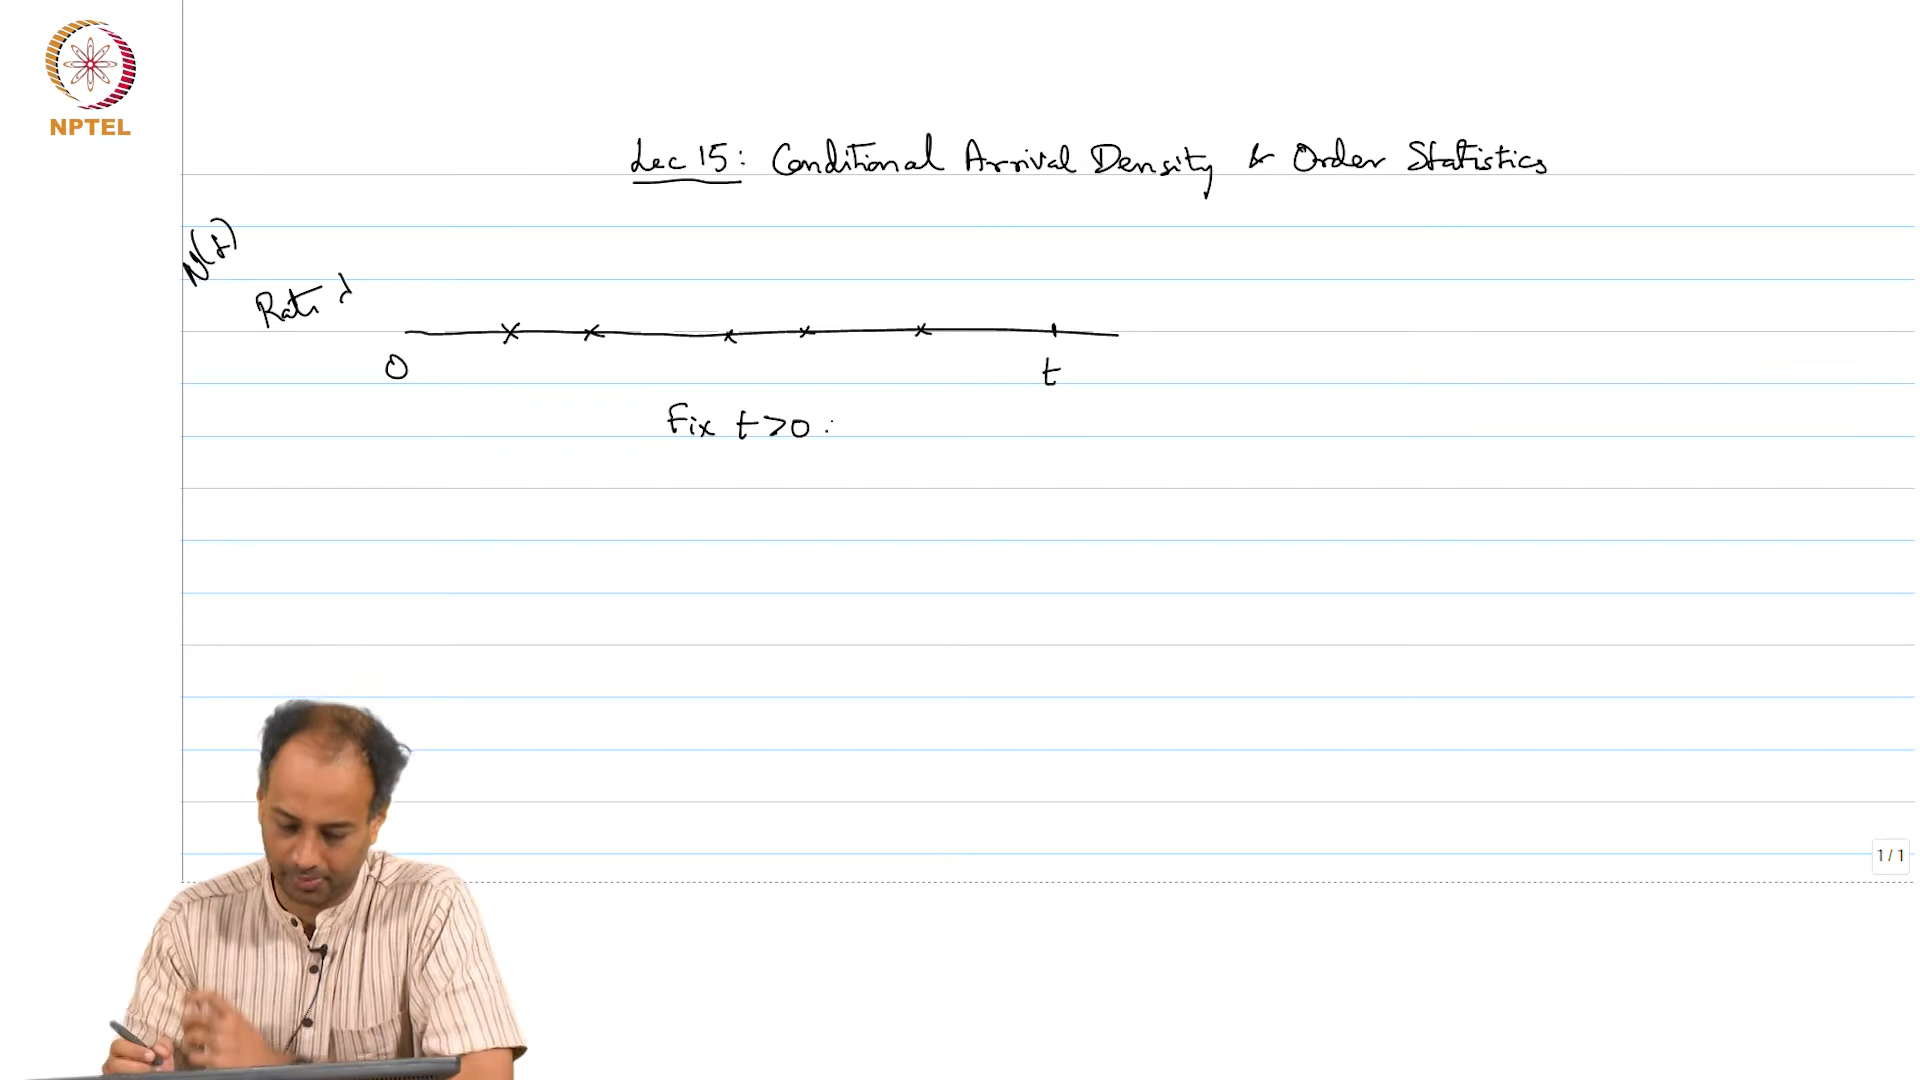 NPTEL
Lec 15: Conditional Arrival Density & Order Statistics
N(t)
Rate λ
0 t
Fix t>0 :
1 / 1